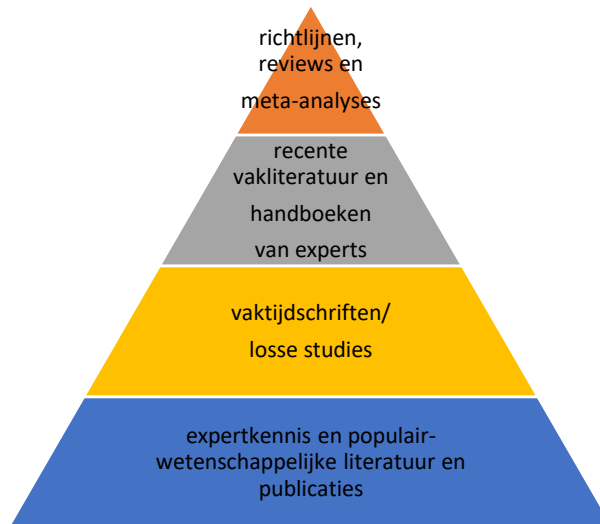 richtlijnen,
reviews en
meta-analyses
recente
vakliteratuur en
handboeken
van experts
vaktijdschriften/
losse studies
expertkennis en populair-
wetenschappelijke literatuur en
publicaties